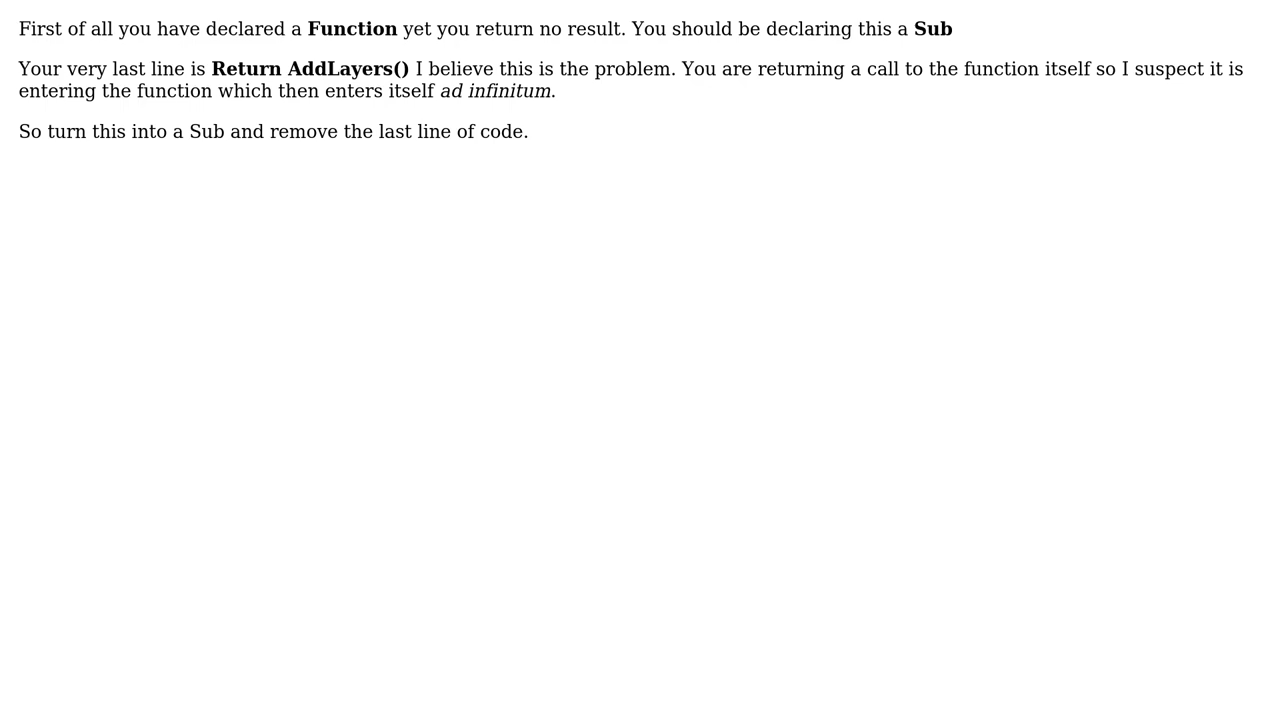 First of all you have declared a Function yet you return no result. You should be declaring this a Sub
Your very last line is Return AddLayers() I believe this is the problem. You are returning a call to the function itself so I suspect it is
entering the function which then enters itself ad infinitum.
So turn this into a Sub and remove the last line of code.